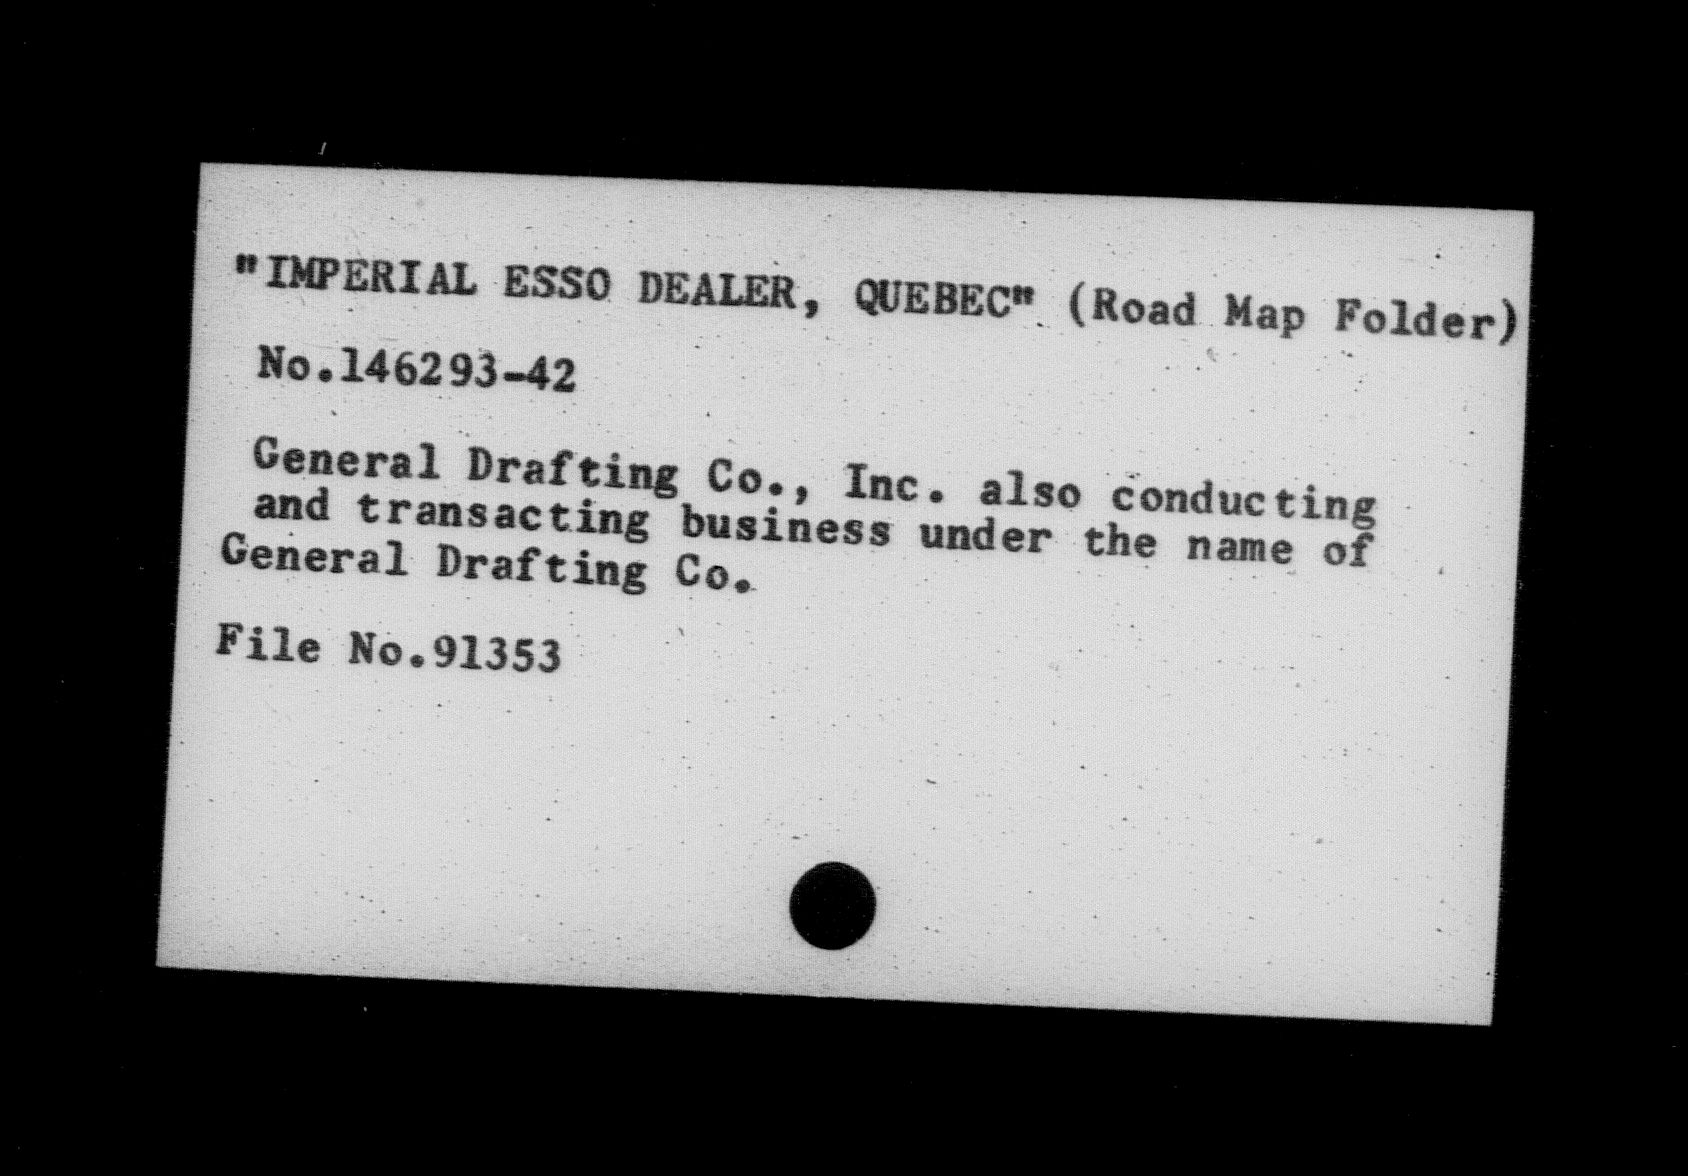 "IMPERIAL ESSO DEALER, QUEBEC" (Road Map Folder)
No.146293-42
General Drafting Co., Inc. also conducting
and transacting business under the name of
General Drafting Co.
File No.91353